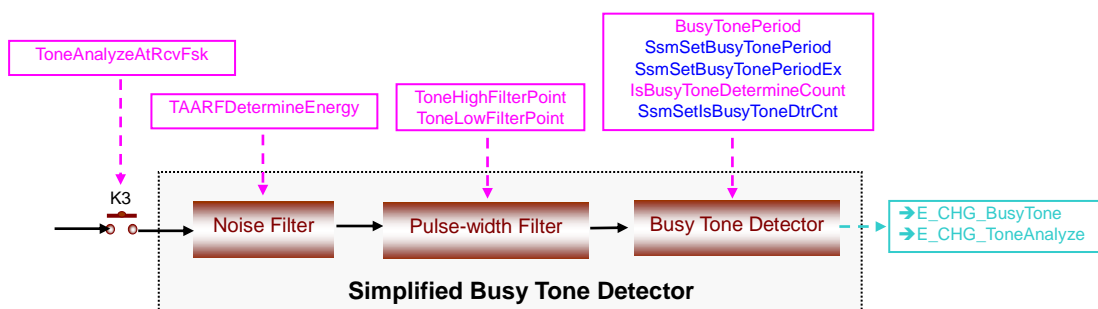 BusyTonePeriod
SsmSetBusyTonePeriod
SsmSetBusyTonePeriodEx
IsBusyToneDetermineCount
SsmSetIsBusyToneDtrCnt
ToneAnalyzeAtRcvFsk
TAARFDetermineEnergy
ToneHighFilterPoint
ToneLowFilterPoint
K3
Noise Filter
Pulse-width Filter
Busy Tone Detector
➔E_CHG_BusyTone
➔E_CHG_ToneAnalyze
Simplified Busy Tone Detector